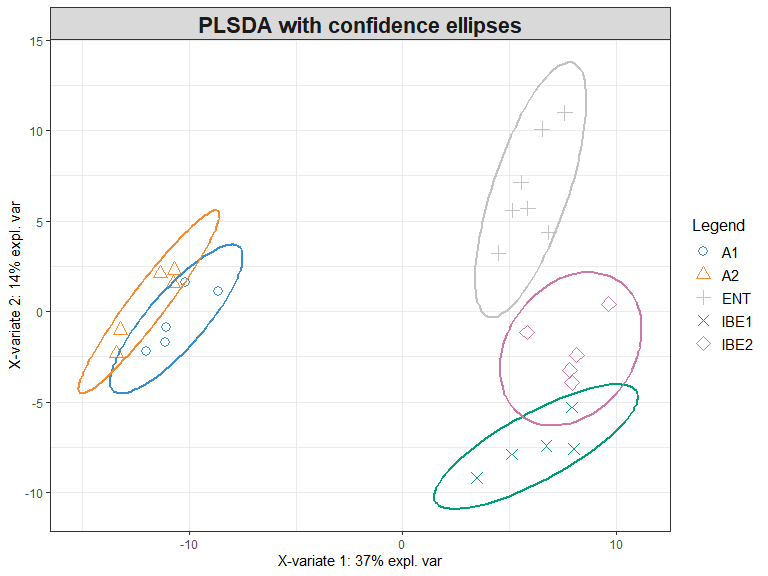 PLSDA with confidence ellipses
15
10
5
0
-5
-10
X-variate 2: 14% expl. var
-10
0
10
X-variate 1: 37% expl. var
Legend
A1
A2
ENT
IBE1
IBE2